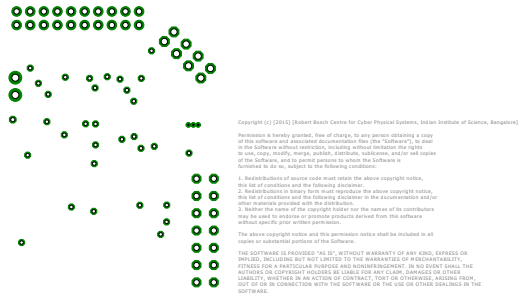 Copyright (c) [2015] [Robert Bosch Centre for Cyber Physical Systems, Indian Institute of Science, Bangalore]
Permission is hereby granted, free of charge, to any person obtaining a copy
of this software and associated documentation files (the "Software"), to deal
in the Software without restriction, including without limitation the rights
to use, copy, modify, merge, publish, distribute, sublicense, and/or sell copies
of the Software, and to permit persons to whom the Software is
furnished to do so, subject to the following conditions:
1. Redistributions of source code must retain the above copyright notice,
this list of conditions and the following disclaimer.
2. Redistributions in binary form must reproduce the above copyright notice,
this list of conditions and the following disclaimer in the documentation and/or
other materials provided with the distribution.
3. Neither the name of the copyright holder nor the names of its contributors
may be used to endorse or promote products derived from this software
without specific prior written permission.
The above copyright notice and this permission notice shall be included in all
copies or substantial portions of the Software.
THE SOFTWARE IS PROVIDED "AS IS", WITHOUT WARRANTY OF ANY KIND, EXPRESS OR
IMPLIED, INCLUDING BUT NOT LIMITED TO THE WARRANTIES OF MERCHANTABILITY,
FITNESS FOR A PARTICULAR PURPOSE AND NONINFRINGEMENT. IN NO EVENT SHALL THE
AUTHORS OR COPYRIGHT HOLDERS BE LIABLE FOR ANY CLAIM, DAMAGES OR OTHER
LIABILITY, WHETHER IN AN ACTION OF CONTRACT, TORT OR OTHERWISE, ARISING FROM,
OUT OF OR IN CONNECTION WITH THE SOFTWARE OR THE USE OR OTHER DEALINGS IN THE
SOFTWARE.